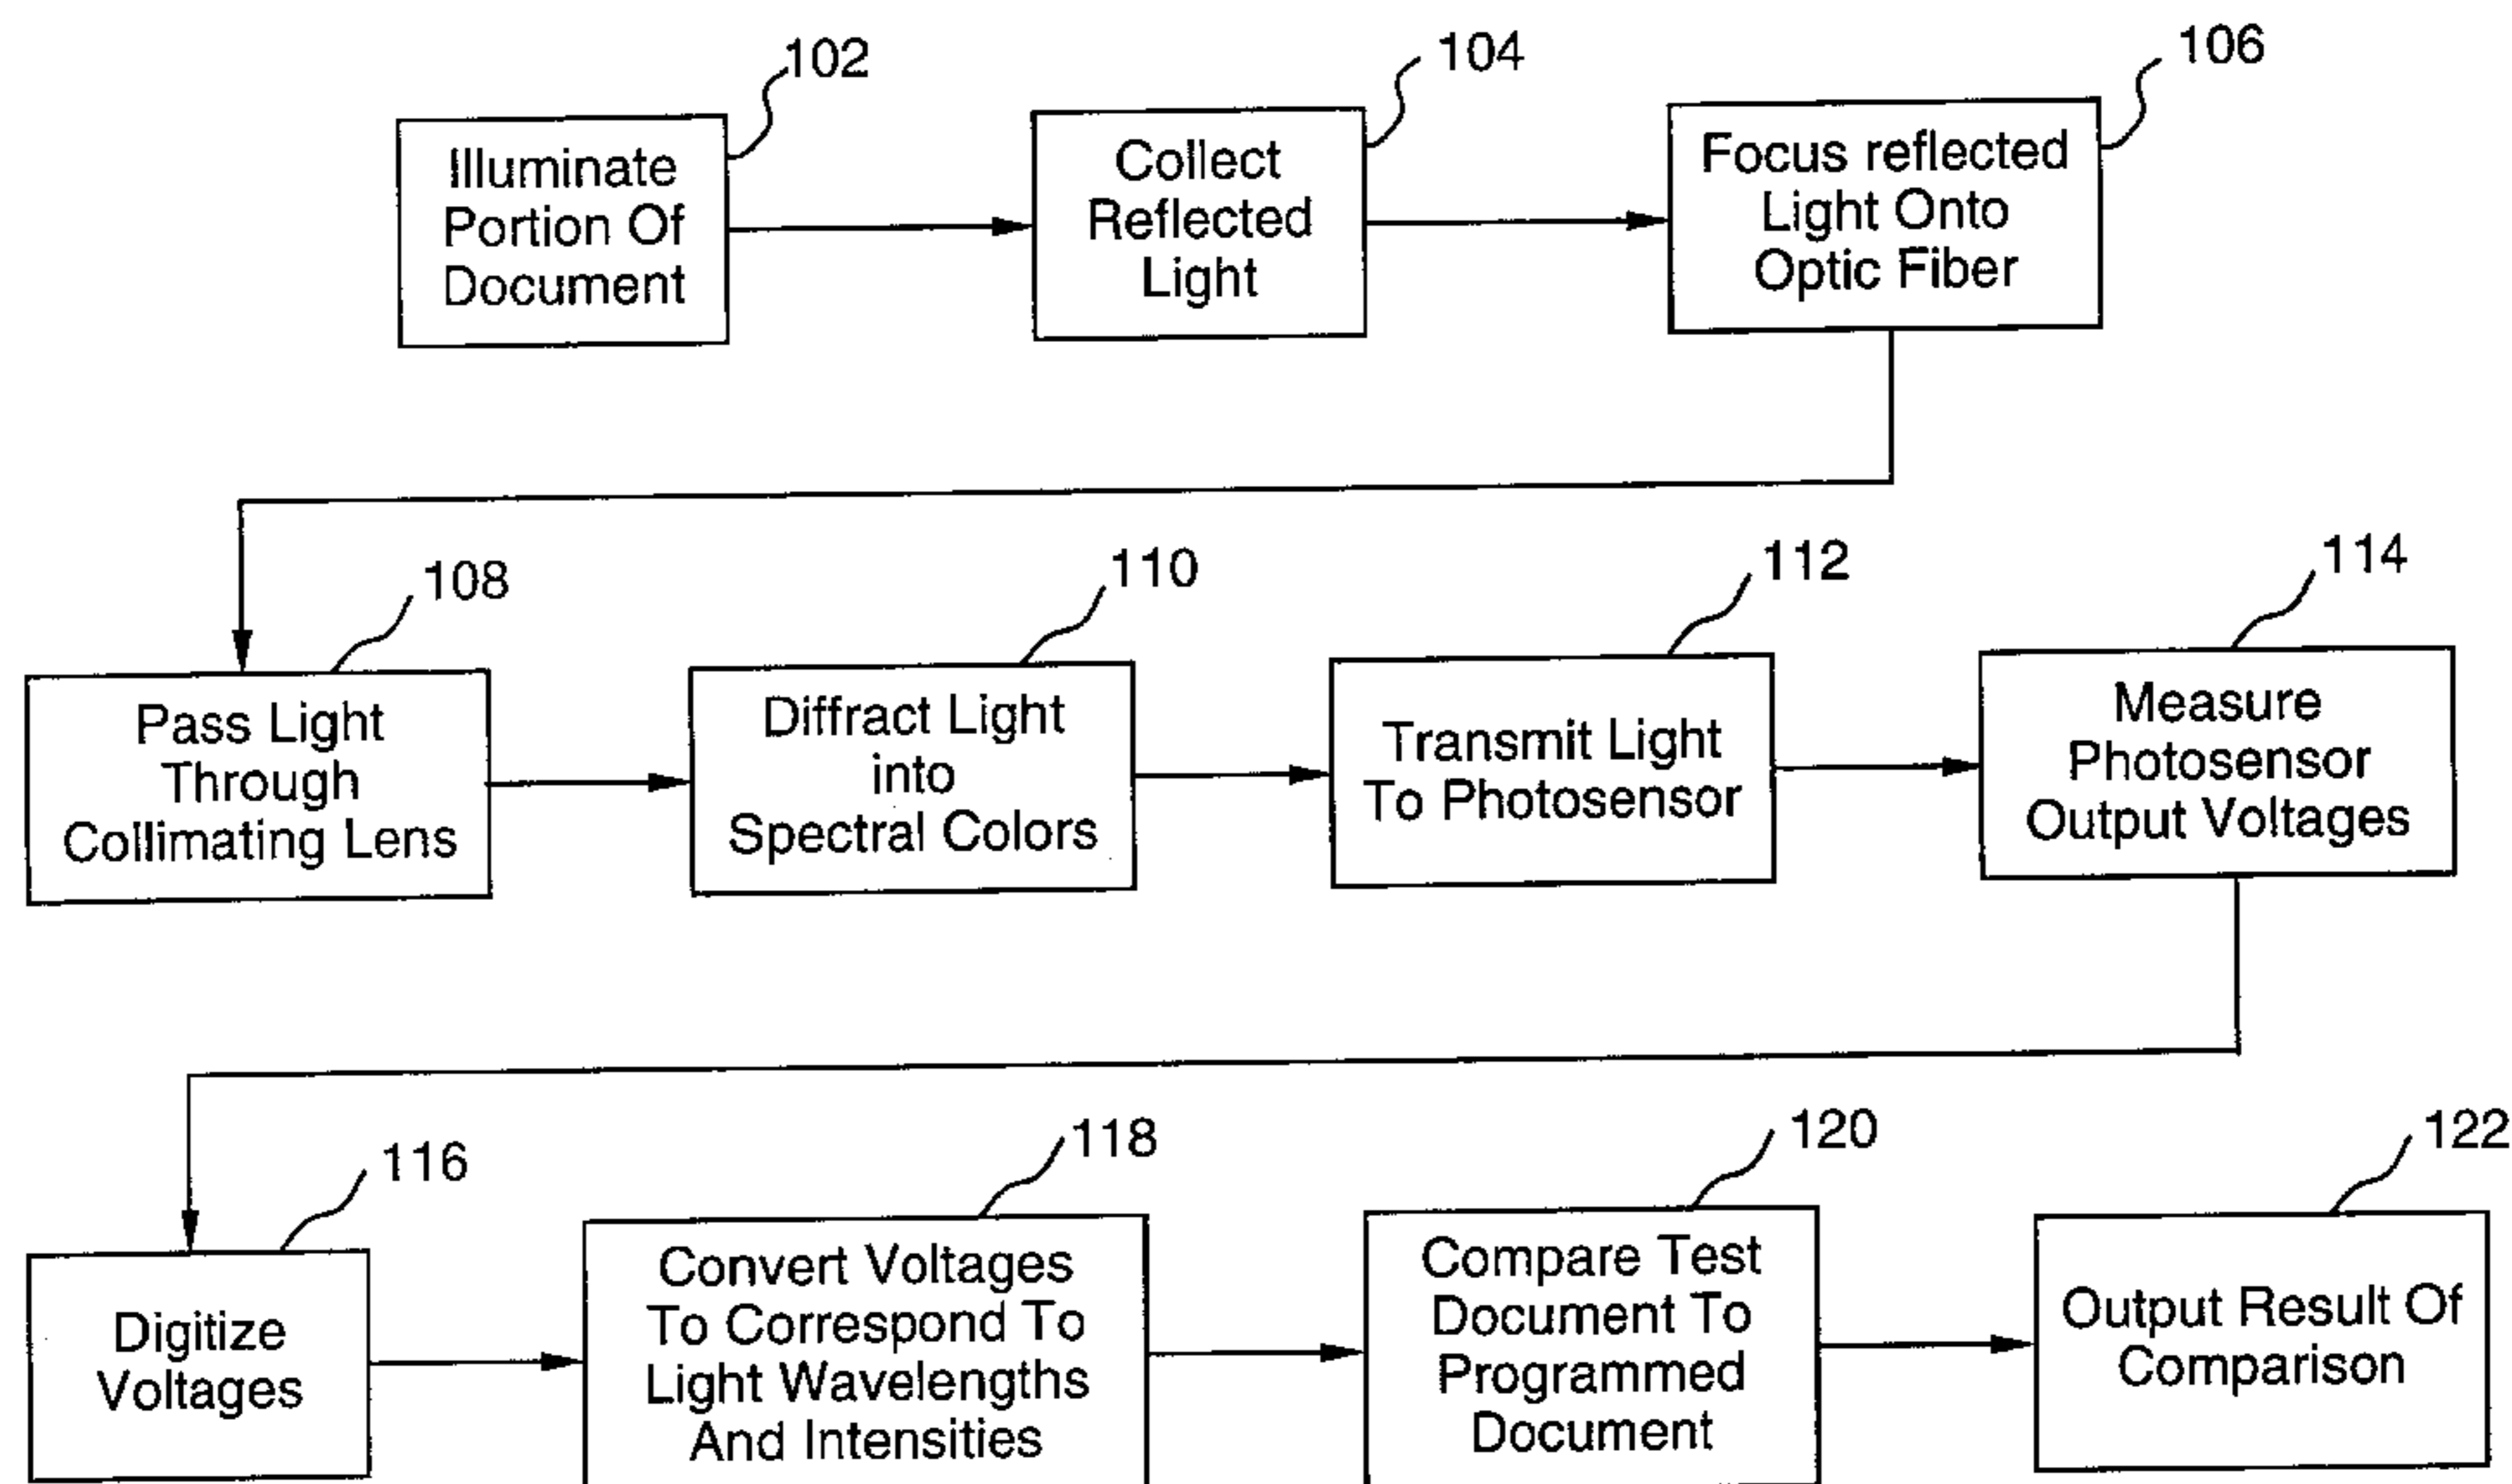 102
Illuminate
Portion Of
Document
104
Collect
Reflected
Light
106
Focus reflected
Light Onto
Optic Fiber
108
Pass Light
Through
Collimating Lens
110
Diffract Light
into
Spectral Colors
112
Transmit Light
To Photosensor
114
Measure
Photosensor
Output Voltages
116
Digitize
Voltages
118
Convert Voltages
To Correspond To
Light Wavelengths
And Intensities
120
Compare Test
Document To
Programmed
Document
122
Output Result Of
Comparison